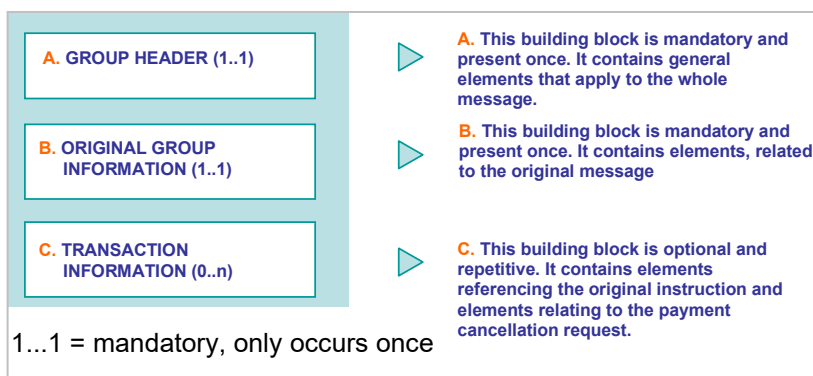 A. GROUP HEADER (1..1)
A. This building block is mandatory and
present once. It contains general
elements that apply to the whole
message.
B. ORIGINAL GROUP
INFORMATION (1..1)
B. This building block is mandatory and
present once. It contains elements, related
to the original message
C. TRANSACTION
INFORMATION (0..n)
C. This building block is optional and
repetitive. It contains elements
referencing the original instruction and
elements relating to the payment
cancellation request.
1...1 = mandatory, only occurs once